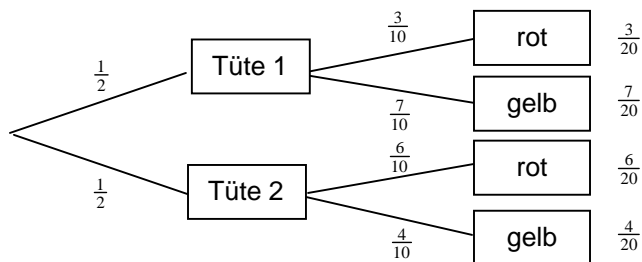 3/10 rot 3/20
1/2 Tüte 1
7/10 gelb 7/20
6/10 rot 6/20
1/2 Tüte 2
4/10 gelb 4/20